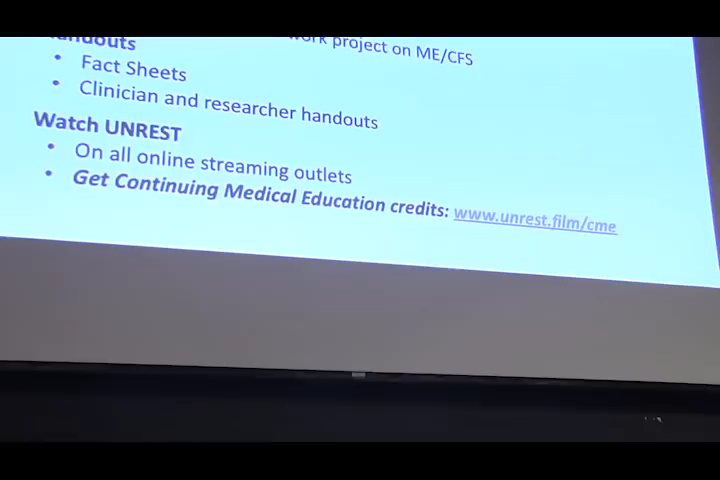 work project on ME/CFS
Handouts
• Fact Sheets
• Clinician and researcher handouts
Watch UNREST
• On all online streaming outlets
• Get Continuing Medical Education credits: www.unrest.film/cme